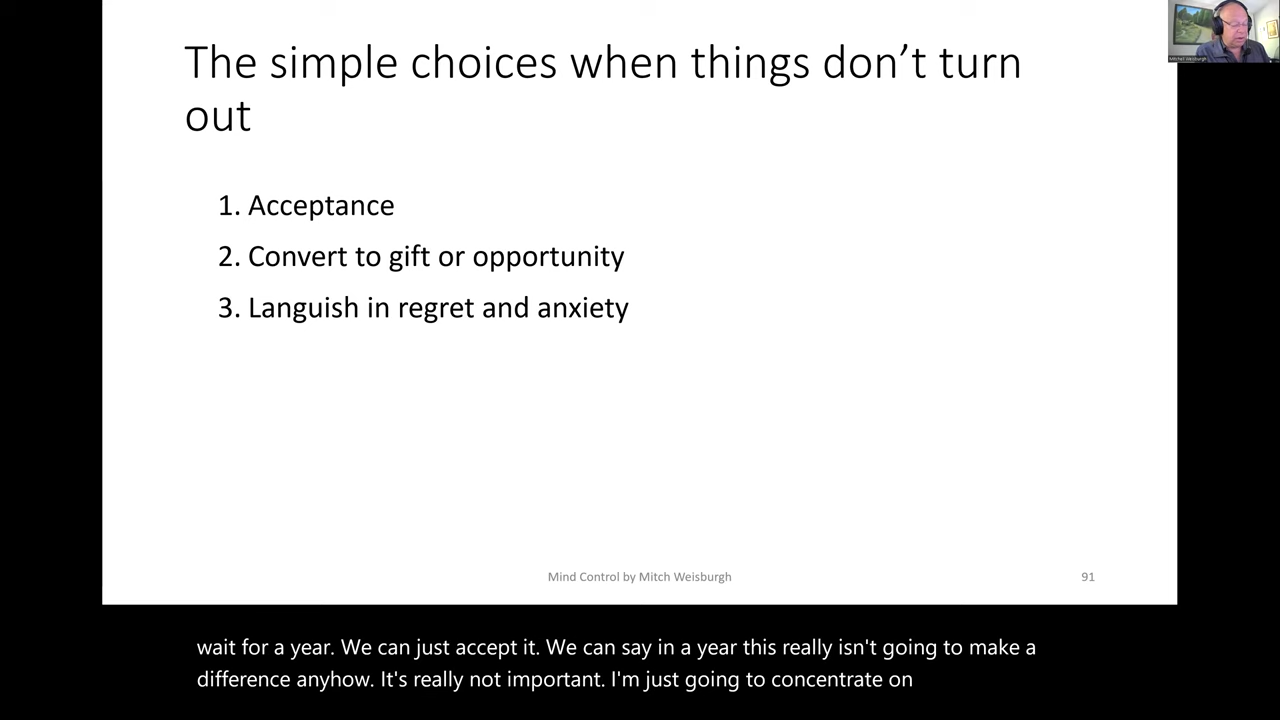 The simple choices when things don’t turn
out
1. Acceptance
2. Convert to gift or opportunity
3. Languish in regret and anxiety
Mind Control by Mitch Weisburgh
91
Mitchell Weisburgh
wait for a year. We can just accept it. We can say in a year this really isn't going to make a
difference anyhow. It's really not important. I'm just going to concentrate on